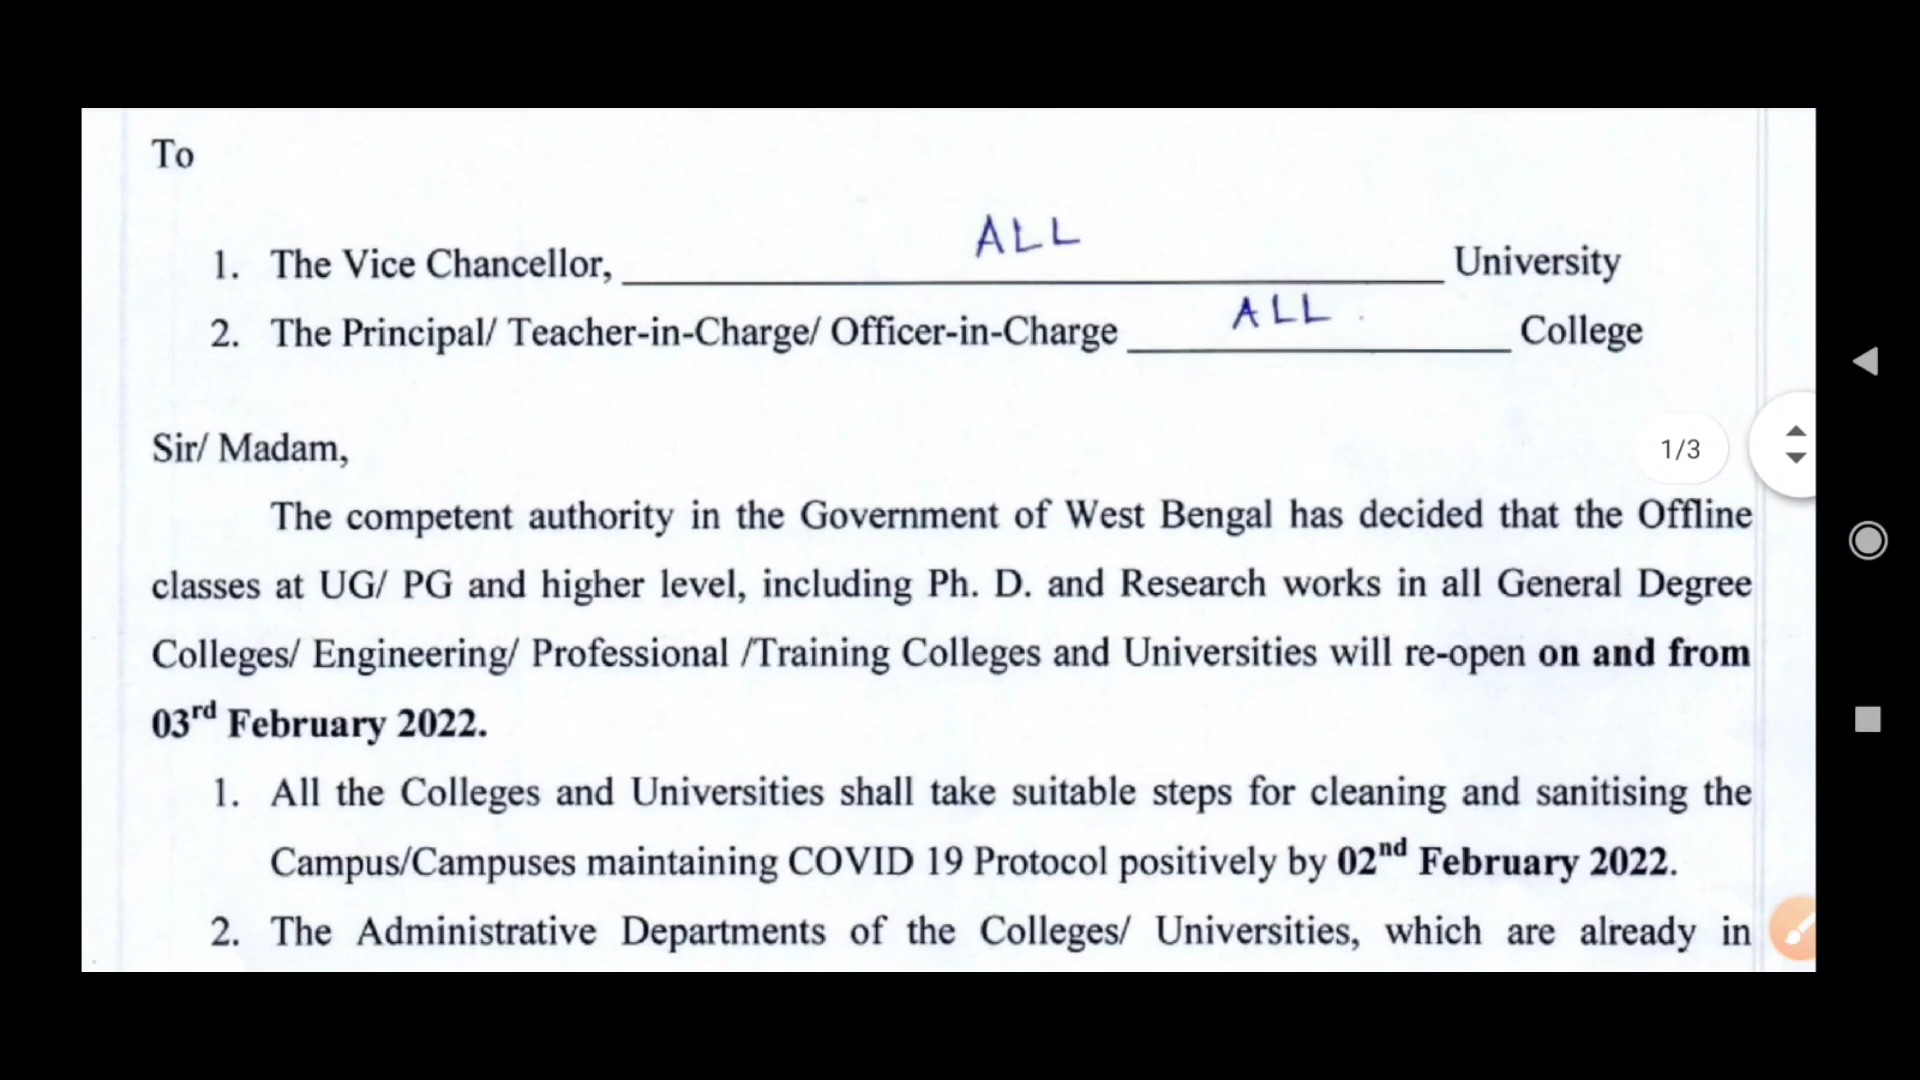 To
ALL
1. The Vice Chancellor, University
ALL
2. The Principal/ Teacher-in-Charge/ Officer-in-Charge College
Sir/ Madam,
1/3
The competent authority in the Government of West Bengal has decided that the Offline
classes at UG/ PG and higher level, including Ph. D. and Research works in all General Degree
Colleges/ Engineering/ Professional /Training Colleges and Universities will re-open on and from
03rd February 2022.
1. All the Colleges and Universities shall take suitable steps for cleaning and sanitising the
Campus/Campuses maintaining COVID 19 Protocol positively by 02nd February 2022.
2. The Administrative Departments of the Colleges/ Universities, which are already in